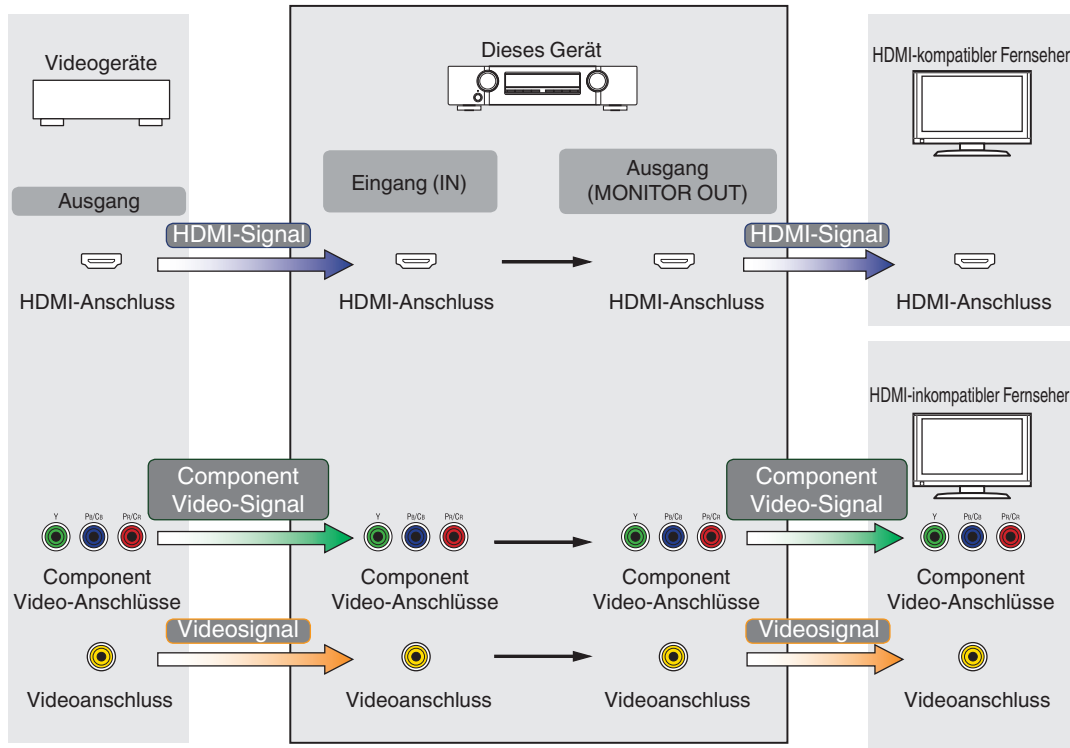 Videogeräte
Dieses Gerät
HDMI-kompatibler Fernseher
Ausgang
Eingang (IN)
Ausgang
(MONITOR OUT)
HDMI-Signal
HDMI-Signal
HDMI-Anschluss
HDMI-Anschluss
HDMI-Anschluss
HDMI-Anschluss
HDMI-inkompatibler Fernseher
Component
Video-Signal
Component
Video-Signal
Y PB/CB PR/CR
Y PB/CB PR/CR
Y PB/CB PR/CR
Y PB/CB PR/CR
Component
Video-Anschlüsse
Component
Video-Anschlüsse
Component
Video-Anschlüsse
Component
Video-Anschlüsse
Videosignal
Videosignal
Videoanschluss
Videoanschluss
Videoanschluss
Videoanschluss